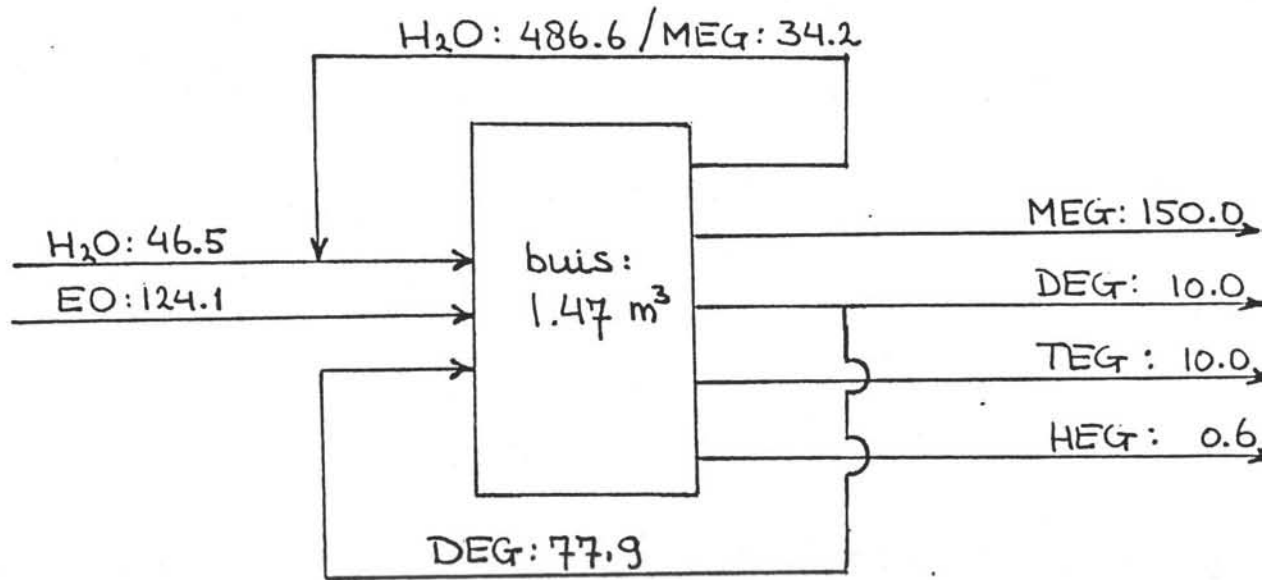 H₂O: 486.6 / MEG: 34.2
H₂O: 46.5
EO: 124.1
buis:
1.47 m³
MEG: 150.0
DEG: 10.0
TEG: 10.0
HEG: 0.6
DEG: 77.9